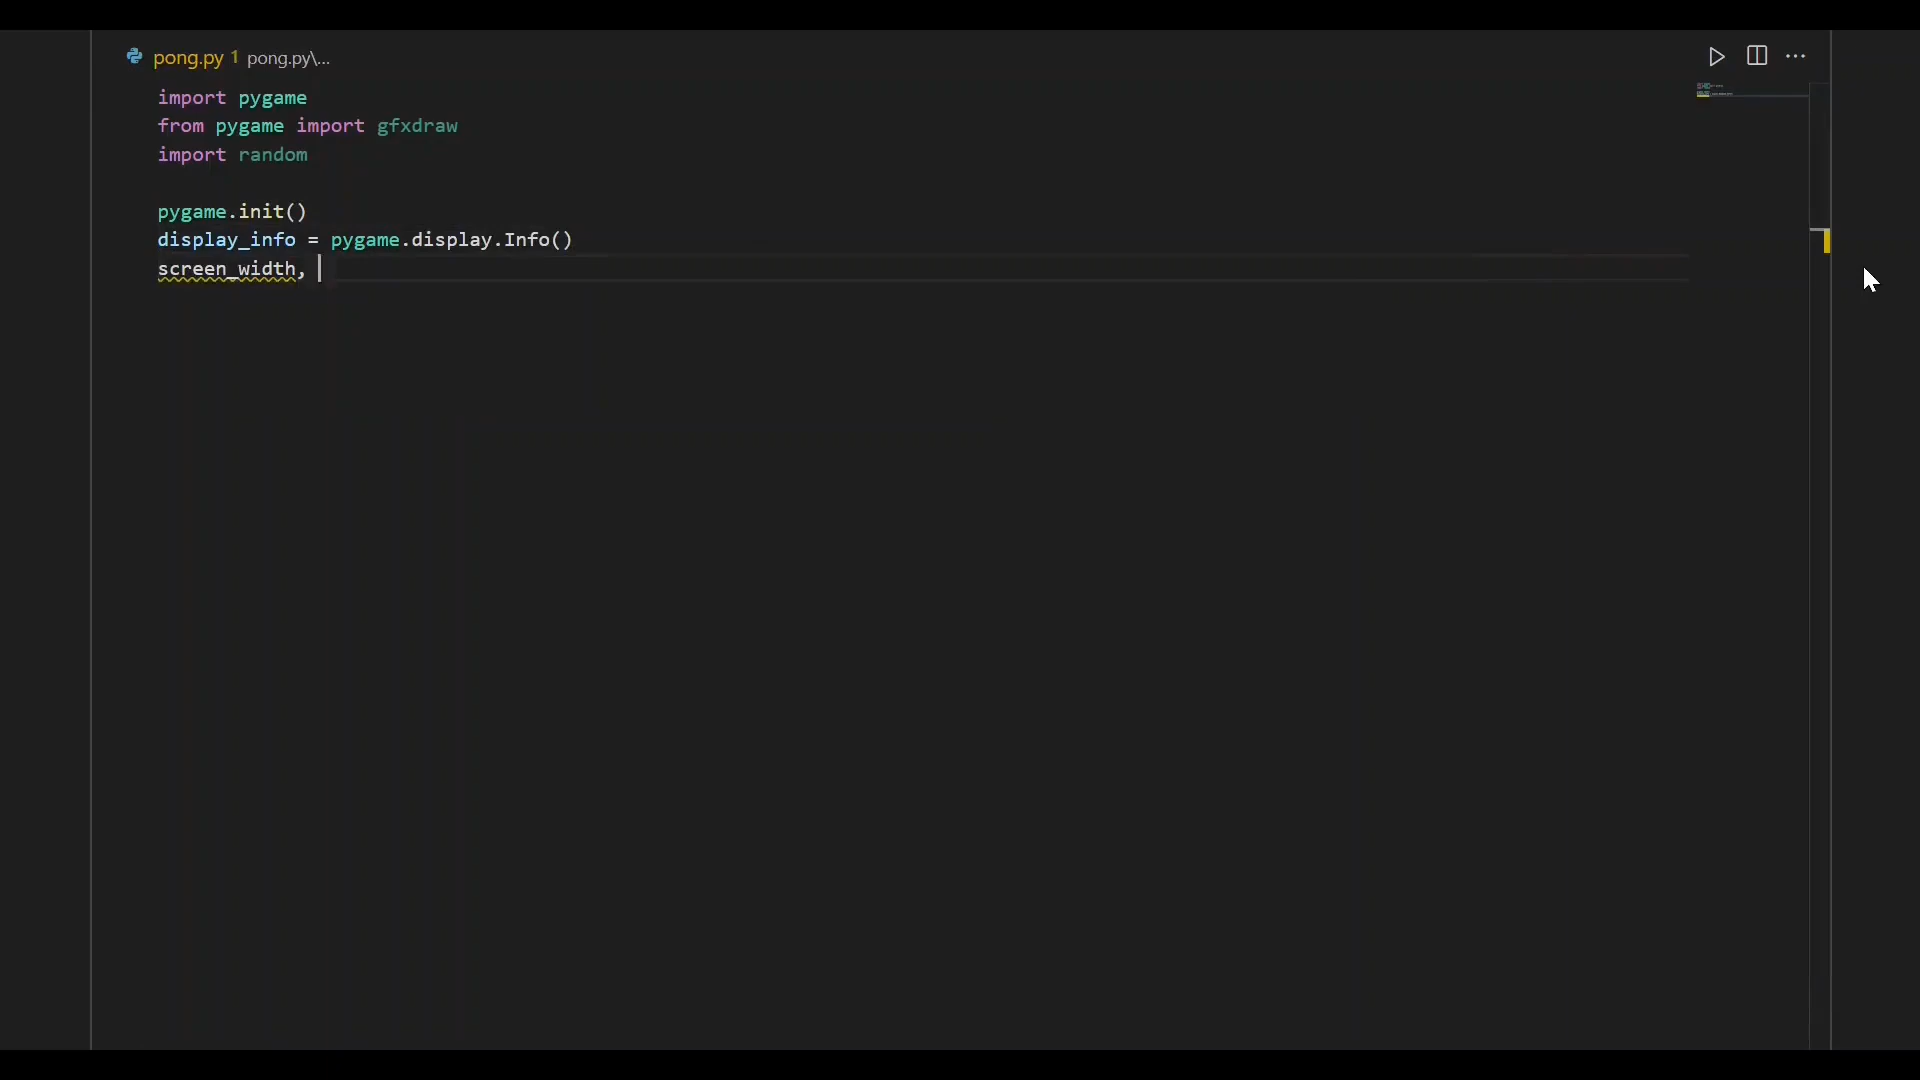 pong.py 1 pong.py\...
import pygame
from pygame import gfxdraw
import random
pygame.init()
display_info = pygame.display.Info()
screen_width,